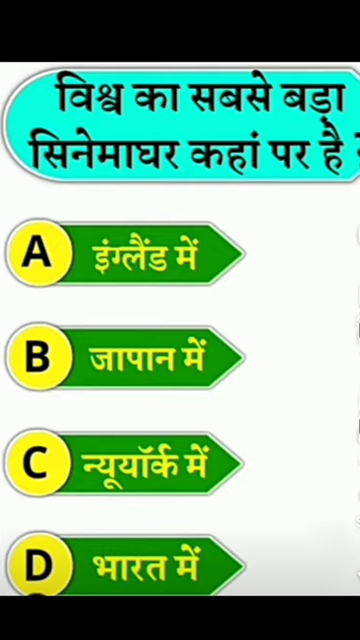 विश्व का सबसे बड़ा
सिनेमाघर कहां पर है
A इंग्लैंड में
B जापान में
C न्यूयॉर्क में
D भारत में